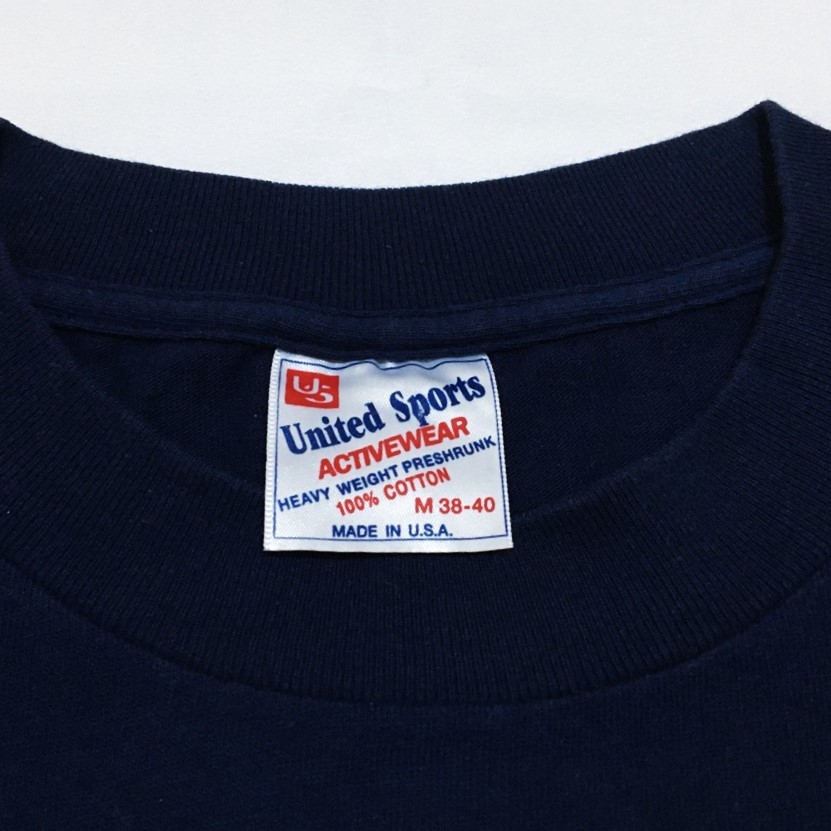 US
United Sports
ACTIVEWEAR
HEAVY WEIGHT PRESHRUNK
100% COTTON
M 38-40
MADE IN U.S.A.